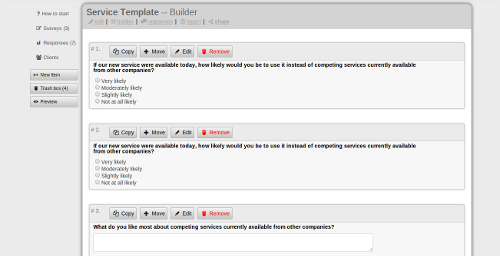 ? How to start
Surveys (3)
Responses (2)
Clients
New item
Trash box (4)
Preview
Service Template -- Builder
edit | builder | responses | report | share
# 1.
Copy Move Edit Remove
If our new service were available today, how likely would you be to use it instead of competing services currently available
from other companies?
Very likely
Moderately likely
Slightly likely
Not at all likely
# 2.
Copy Move Edit Remove
If our new service were available today, how likely would you be to use it instead of competing services currently available
from other companies?
Very likely
Moderately likely
Slightly likely
Not at all likely
# 3.
Copy Move Edit Remove
What do you like most about competing services currently available from other companies?